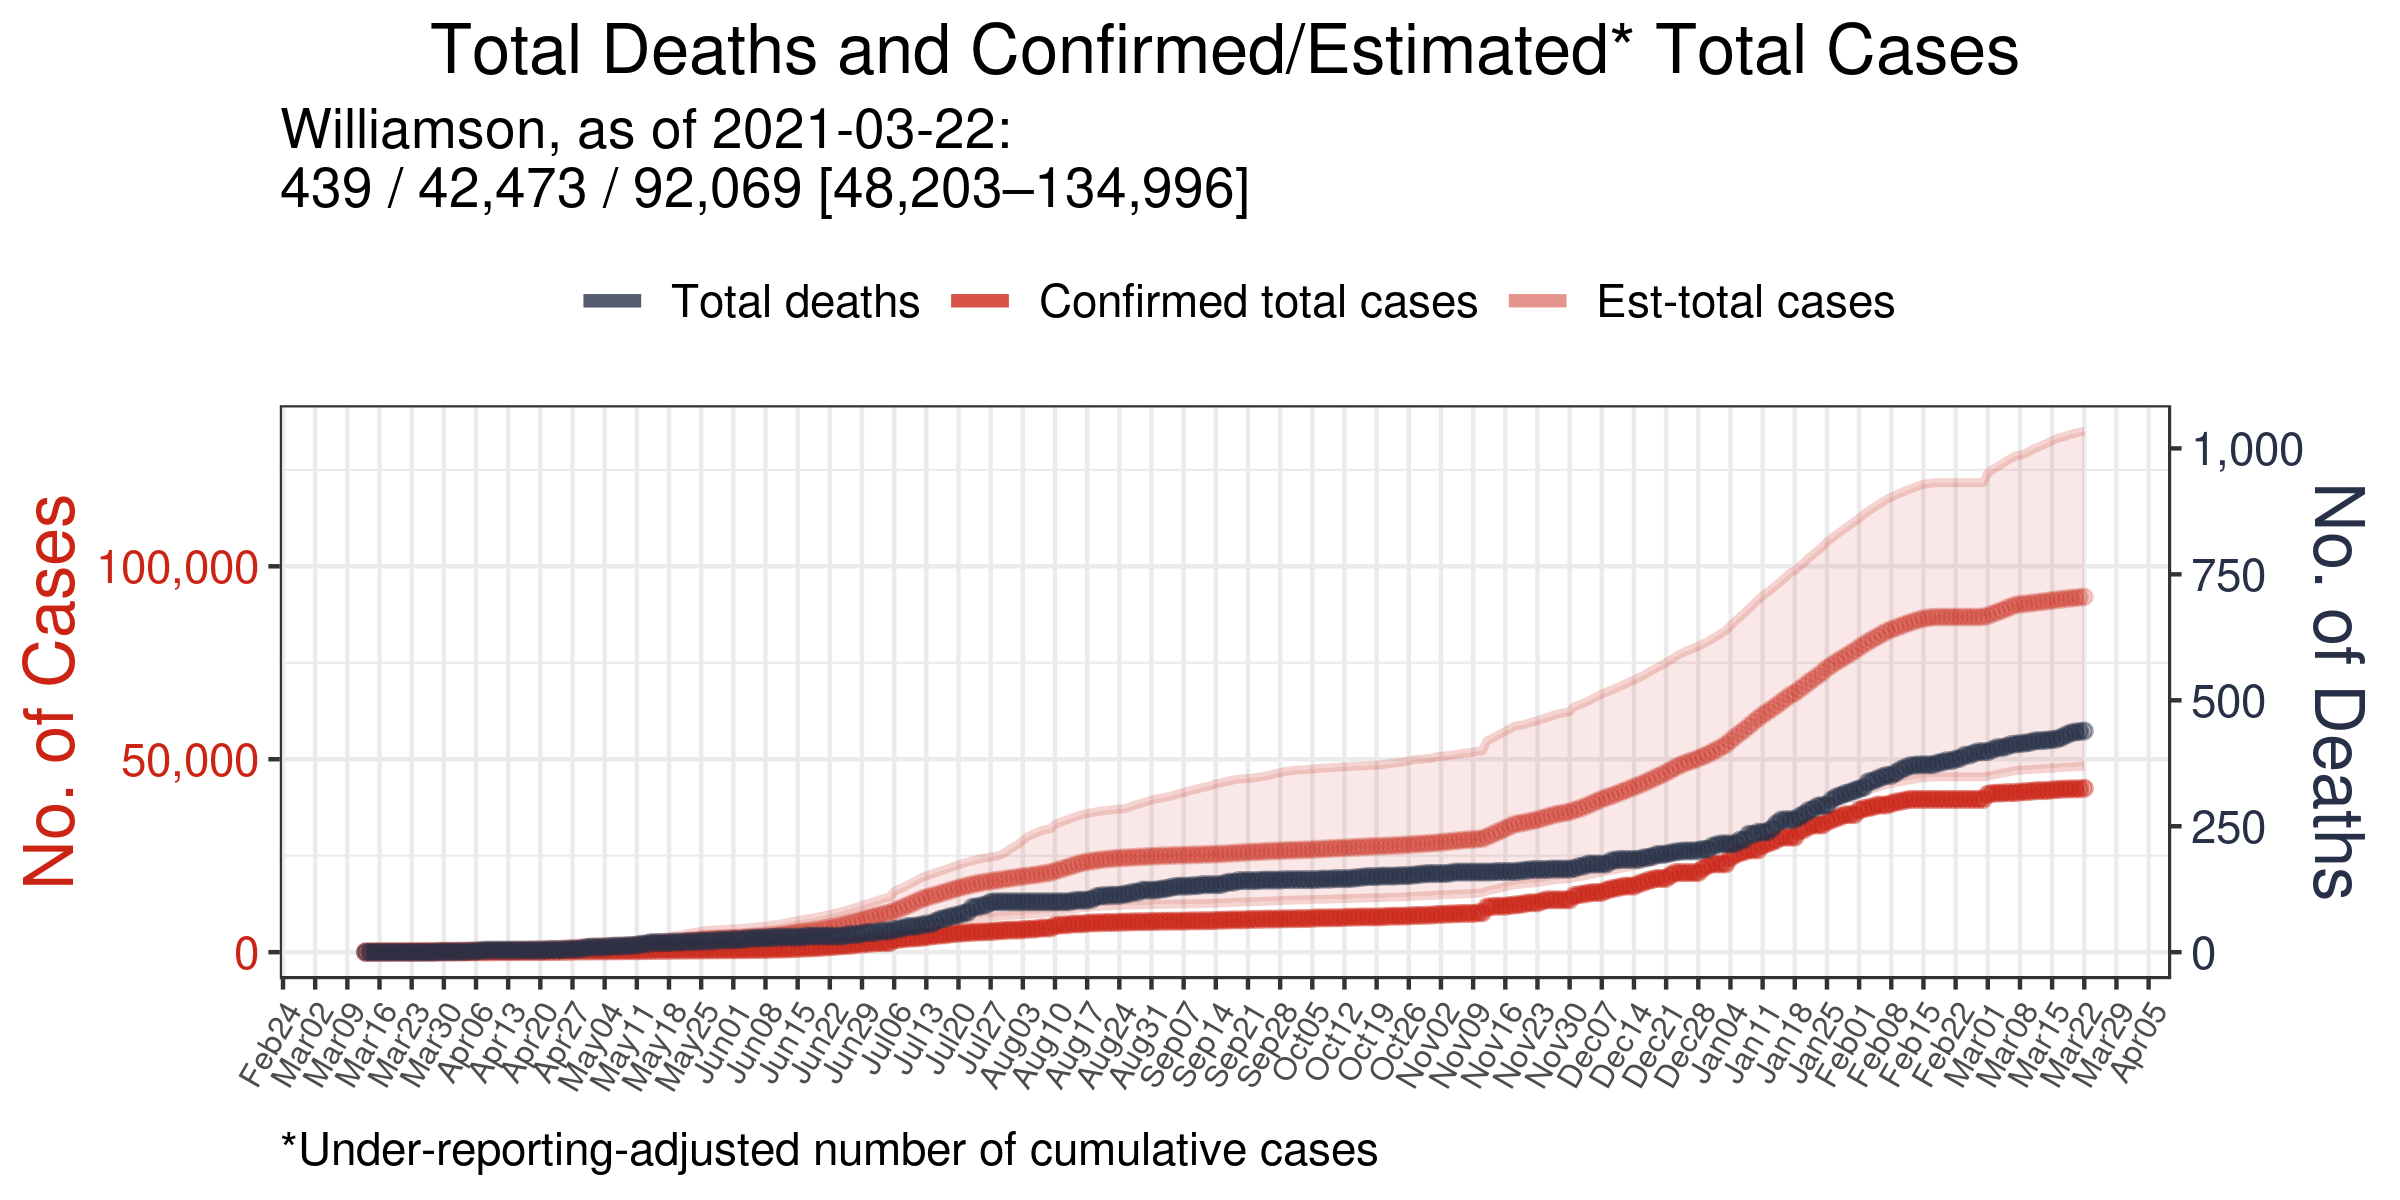 Total Deaths and Confirmed/Estimated* Total Cases
Williamson, as of 2021-03-22:
439 / 42,473 / 92,069 [48,203–134,996]
Total deaths
Confirmed total cases
Est-total cases
No. of Cases
100,000
50,000
0
1,000
750
500
250
0
No. of Deaths
Feb24
Mar02
Mar09
Mar16
Mar23
Mar30
Apr06
Apr13
Apr20
Apr27
May04
May11
May18
May25
Jun01
Jun08
Jun15
Jun22
Jun29
Jul06
Jul13
Jul20
Jul27
Aug03
Aug10
Aug17
Aug24
Aug31
Sep07
Sep14
Sep21
Sep28
Oct05
Oct12
Oct19
Oct26
Nov02
Nov09
Nov16
Nov23
Nov30
Dec07
Dec14
Dec21
Dec28
Jan04
Jan11
Jan18
Jan25
Feb01
Feb08
Feb15
Feb22
Mar01
Mar08
Mar15
Mar22
Mar29
Apr05
*Under-reporting-adjusted number of cumulative cases